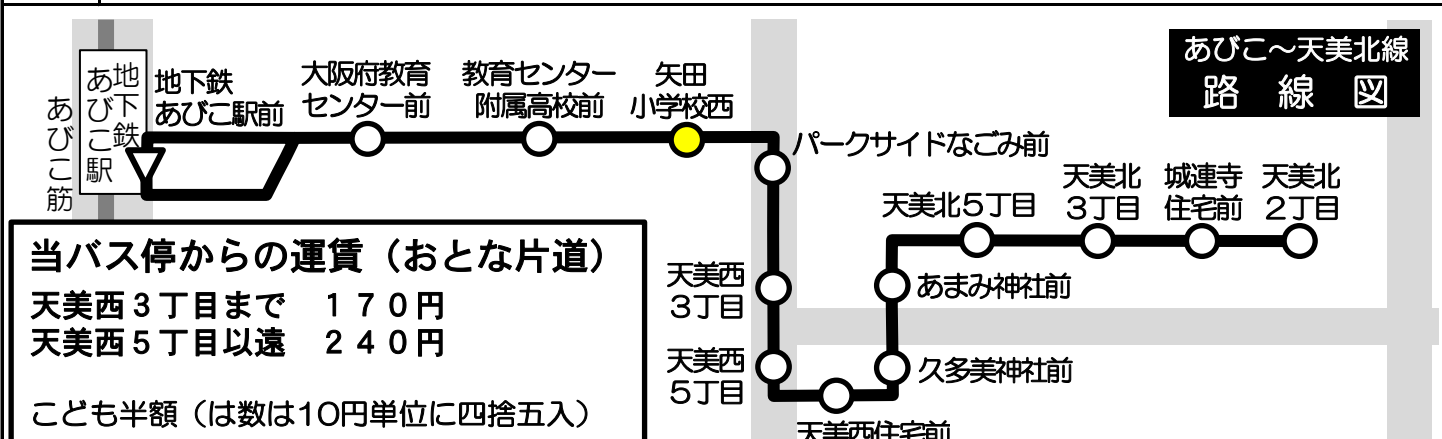 あびこ~天美北線
路線図
あびこ筋
地下鉄
あびこ駅
地下鉄
あびこ駅前
大阪府教育
センター前
教育センター
附属高校前
矢田
小学校西
パークサイドなごみ前
天美西
3丁目
天美西
5丁目
天美西住宅前
久多美神社前
あまみ神社前
天美北5丁目
天美北
3丁目
城連寺
住宅前
天美北
2丁目
当バス停からの運賃(おとな片道)
天美西3丁目まで 170円
天美西5丁目以遠 240円
こども半額(は数は10円単位に四捨五入)